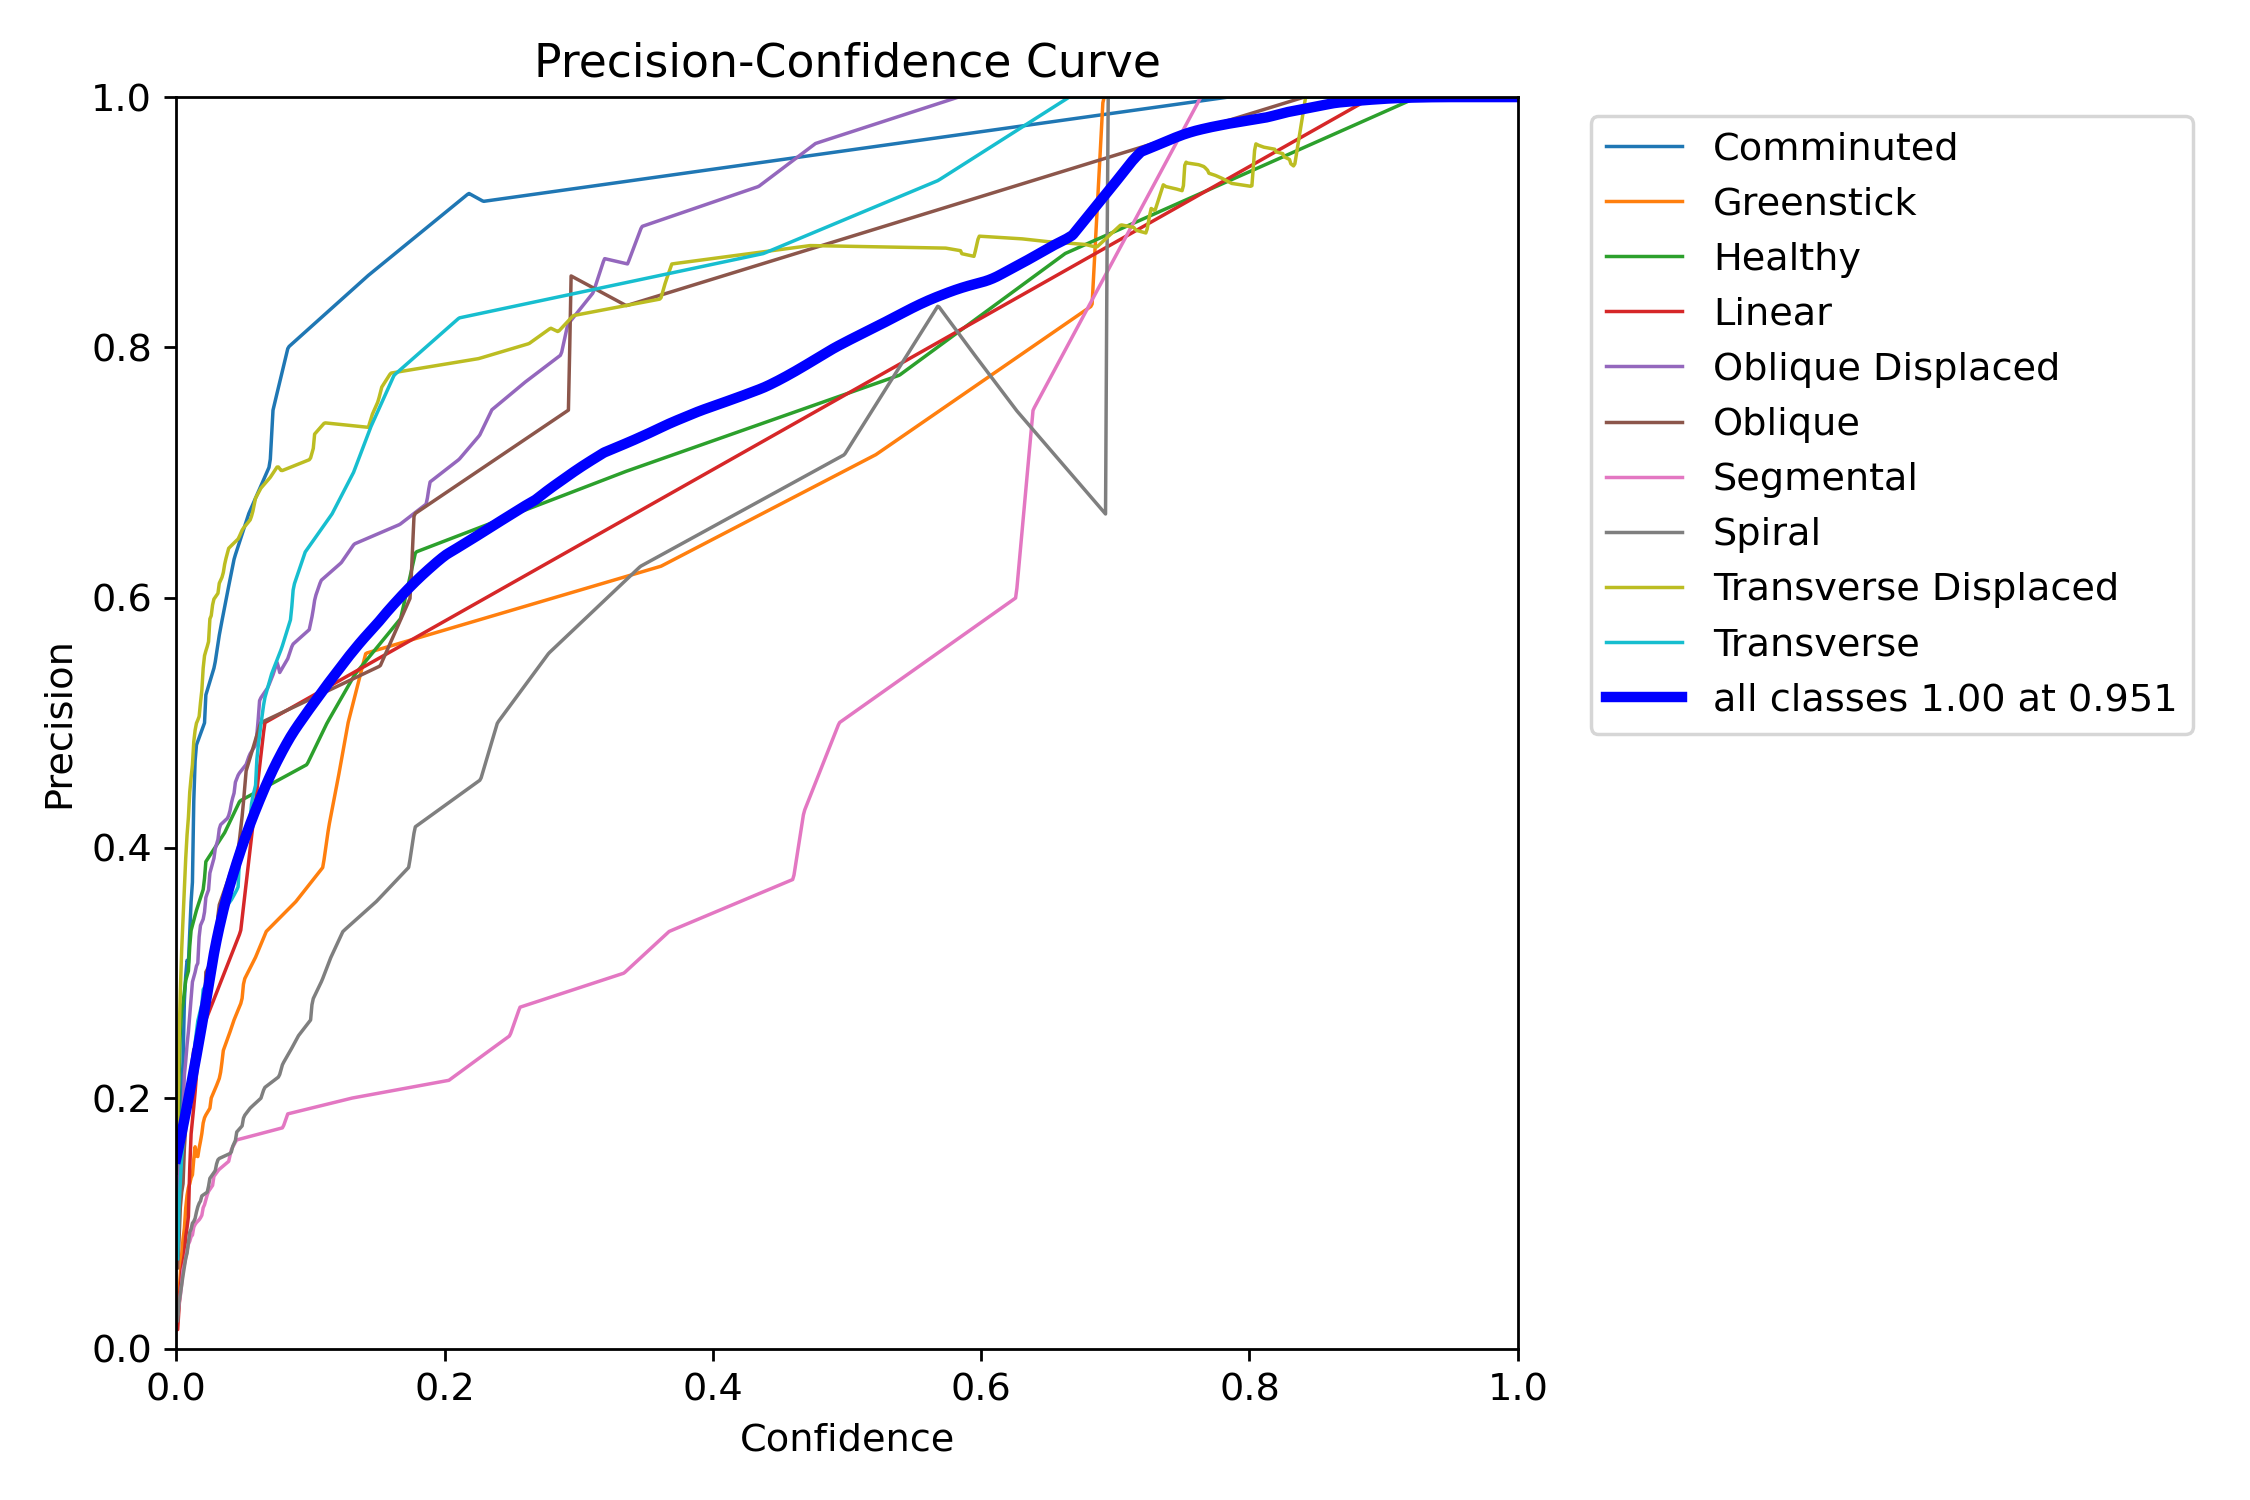 Precision-Confidence Curve
1.0
0.8
0.6
0.4
0.2
0.0
Precision
0.0 0.2 0.4 0.6 0.8 1.0
Confidence
Comminuted
Greenstick
Healthy
Linear
Oblique Displaced
Oblique
Segmental
Spiral
Transverse Displaced
Transverse
all classes 1.00 at 0.951